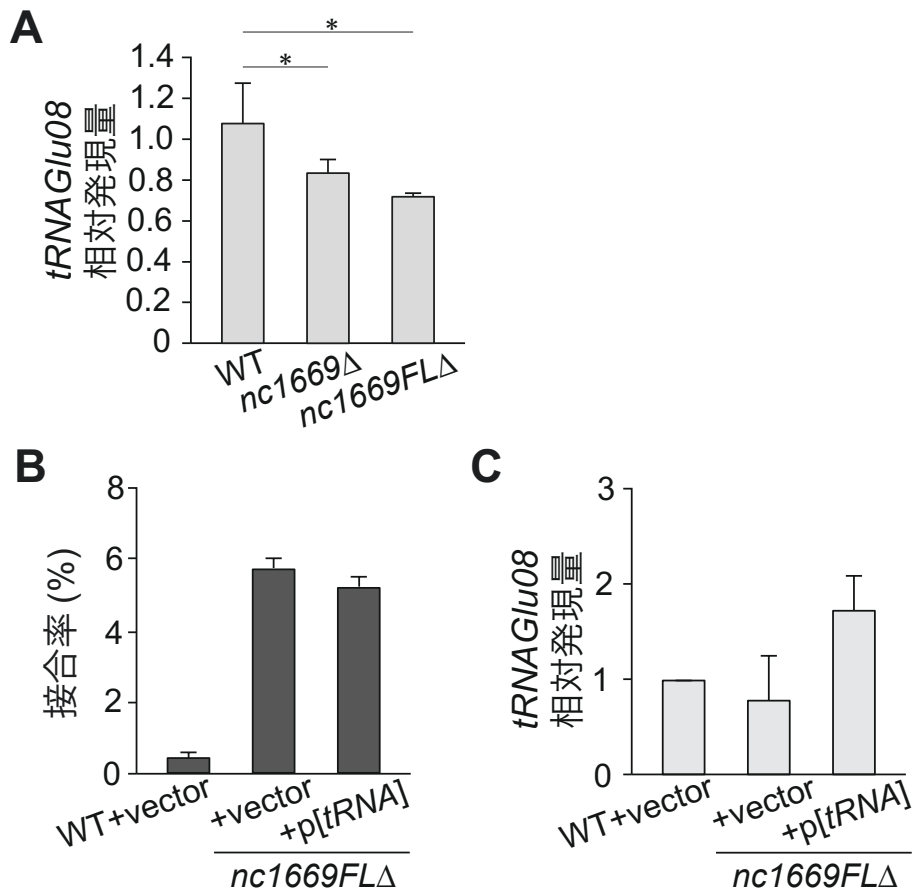 A
*
*
tRNAGlu08
相対発現量
1.4
1.2
1.0
0.8
0.6
0.4
0.2
0
WT
nc1669Δ
nc1669FLΔ
B
接合率 (%)
8
6
4
2
0
WT+vector
+vector
+p[tRNA]
nc1669FLΔ
C
tRNAGlu08
相対発現量
3
2
1
0
WT+vector
+vector
+p[tRNA]
nc1669FLΔ